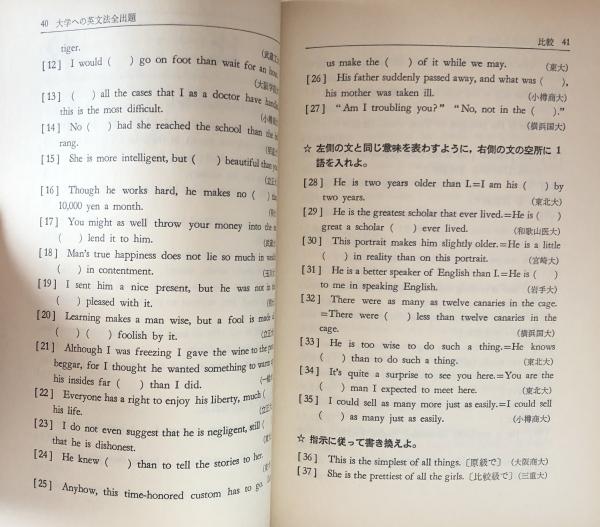 40 大学への英文法全出題
tiger.
[12] I would ( ) go on foot than wait for an hour.
[13] ( ) all the cases that I as a doctor have
this is the most difficult.
[14] No ( ) had she reached the school than the
rang.
[15] She is more intelligent, but ( ) beautiful than
[16] Though he works hard, he makes no ( )
10,000 yen a month.
[17] You might as well throw your money into the
( ) lend it to him.
[18] Man's true happiness does not lie so much in
( ) in contentment.
[19] I sent him a nice present, but he was not in
( ) pleased with it.
[20] Learning makes a man wise, but a fool is made
( ) ( ) foolish by it.
[21] Although I was freezing I gave the wine to the
beggar, for I thought he wanted something to warm
his insides far ( ) than I did.
[22] Everyone has a right to enjoy his liberty, much ( )
his life.
[23] I do not even suggest that he is negligent, still ( )
that he is dishonest.
[24] He knew ( ) than to tell the stories to her.
[25] Anyhow, this time-honored custom has to go.
比較 41
us make the ( ) of it while we may. (東大)
[26] His father suddenly passed away, and what was ( ),
his mother was taken ill. (小樽商大)
[27] "Am I troubling you?" "No, not in the ( )."
(横浜国大)
☆ 左側の文と同じ意味を表わすように，右側の文の空所に 1
語を入れよ。
[28] He is two years older than I.=I am his ( ) by
two years. (東北大)
[29] He is the greatest scholar that ever lived.=He is ( )
great a scholar ( ) ever lived. (和歌山医大)
[30] This portrait makes him slightly older.=He is a little
( ) in reality than on this portrait. (宮崎大)
[31] He is a better speaker of English than I.=He is ( )
to me in speaking English. (岩手大)
[32] There were as many as twelve canaries in the cage.
=There were ( ) less than twelve canaries in the
cage. (横浜国大)
[33] He is too wise to do such a thing.=He knows
( ) than to do such a thing. (東北大)
[34] It's quite a surprise to see you here.=You are the
( ) man I expected to meet here. (東北大)
[35] I could sell as many more just as easily.=I could sell
( ) as many just as easily. (小樽商大)
☆ 指示に従って書き換えよ。
[36] This is the simplest of all things. 〔原級で〕 (大阪商大)
[37] She is the prettiest of all the girls. 〔比較級で〕 (三重大)